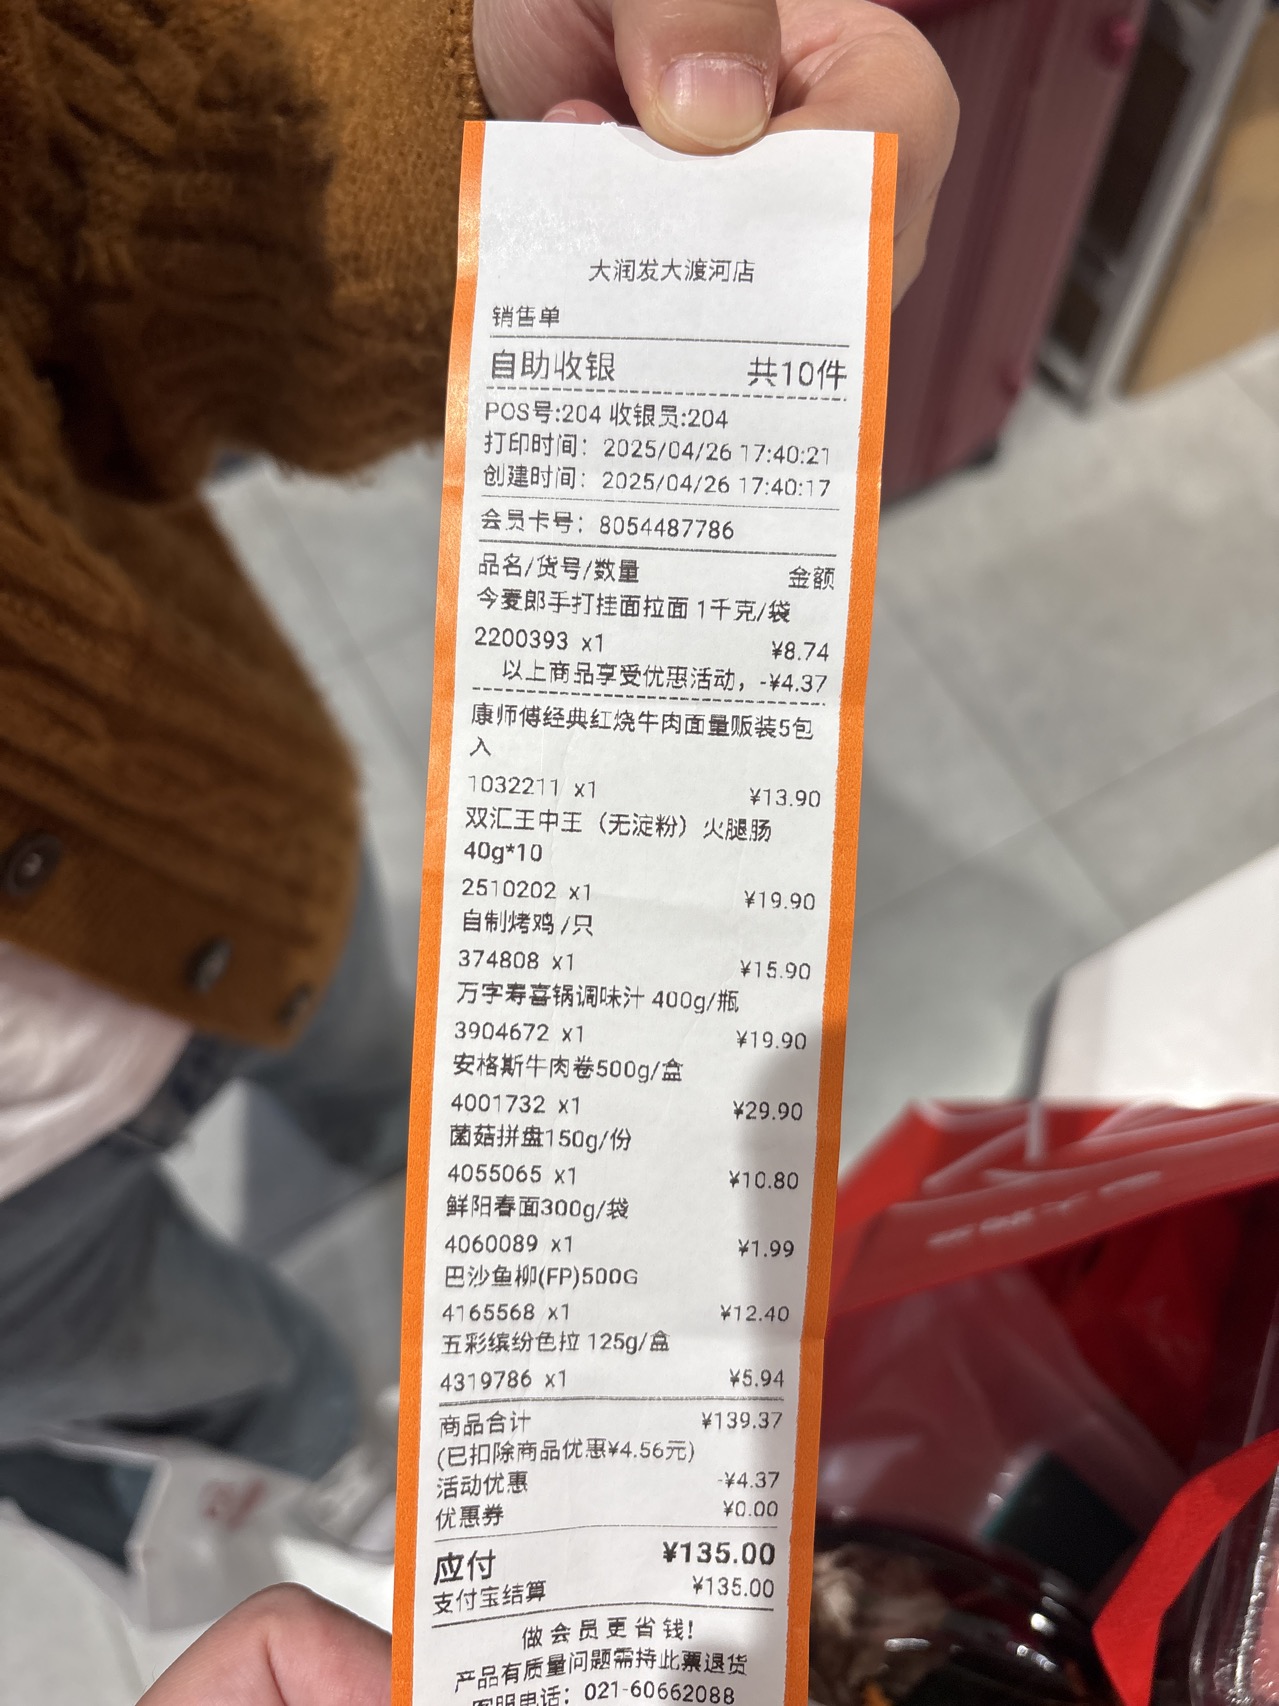 大润发大渡河店
销售单
自助收银 共10件
POS号:204 收银员:204
打印时间：2025/04/26 17:40:21
创建时间：2025/04/26 17:40:17
会员卡号：8054487786
品名/货号/数量 金额
今麦郎手打挂面拉面 1千克/袋
2200393 x1 ¥8.74
以上商品享受优惠活动，-¥4.37
康师傅经典红烧牛肉面量贩装5包
入
1032211 x1 ¥13.90
双汇王中王（无淀粉）火腿肠
40g*10
2510202 x1 ¥19.90
自制烤鸡 /只
374808 x1 ¥15.90
万字寿喜锅调味汁 400g/瓶
3904672 x1 ¥19.90
安格斯牛肉卷500g/盒
4001732 x1 ¥29.90
菌菇拼盘150g/份
4055065 x1 ¥10.80
鲜阳春面300g/袋
4060089 x1 ¥1.99
巴沙鱼柳(FP)500G
4165568 x1 ¥12.40
五彩缤纷色拉 125g/盒
4319786 x1 ¥5.94
商品合计 ¥139.37
(已扣除商品优惠¥4.56元)
活动优惠 -¥4.37
优惠券 ¥0.00
应付 ¥135.00
支付宝结算 ¥135.00
做会员更省钱!
产品有质量问题需持此票退货
客服电话：021-60662088